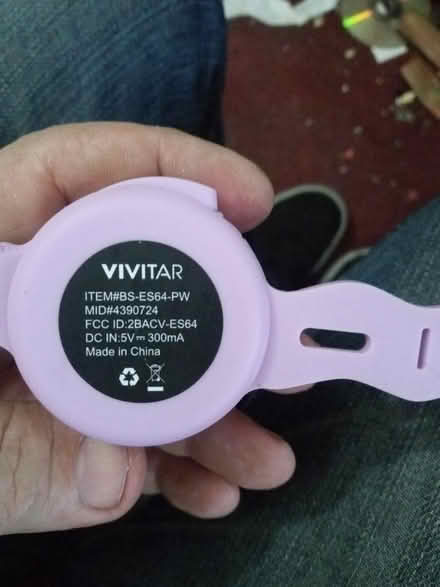 VIVITAR
ITEM#BS-ES64-PW
MID#4390724
FCC ID:2BACV-ES64
DC IN:5V⎓300mA
Made in China